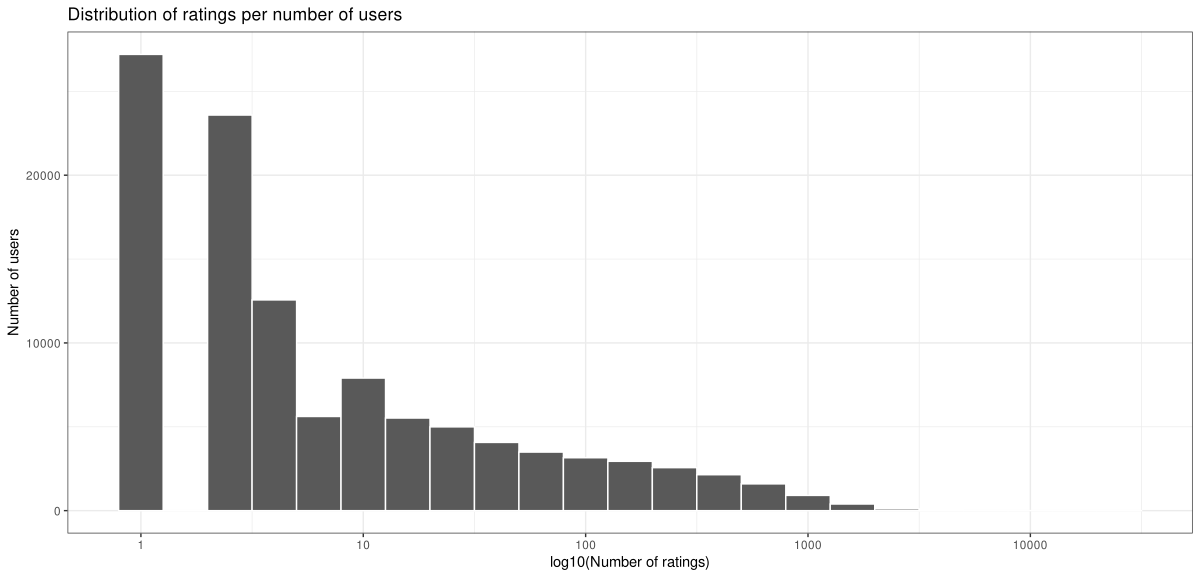 Distribution of ratings per number of users
Number of users
20000
10000
0
1 10 100 1000 10000
log10(Number of ratings)